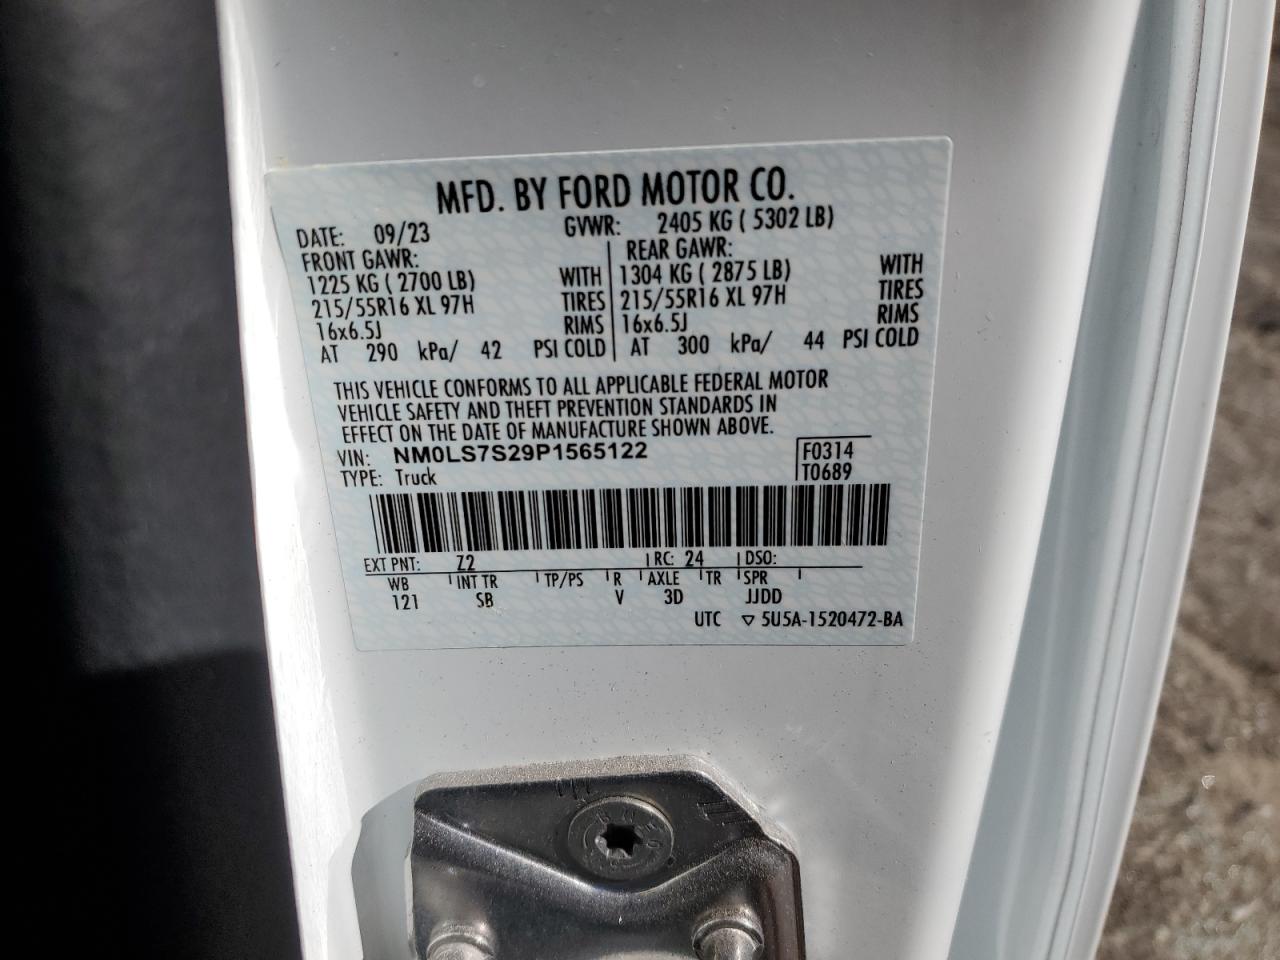 MFD. BY FORD MOTOR CO.
DATE: 09/23 GVWR: 2405 KG ( 5302 LB)
FRONT GAWR: REAR GAWR:
1225 KG ( 2700 LB) WITH 1304 KG ( 2875 LB) WITH
215/55R16 XL 97H TIRES 215/55R16 XL 97H TIRES
16x6.5J RIMS 16x6.5J RIMS
AT 290 kPa/ 42 PSI COLD AT 300 kPa/ 44 PSI COLD
THIS VEHICLE CONFORMS TO ALL APPLICABLE FEDERAL MOTOR
VEHICLE SAFETY AND THEFT PREVENTION STANDARDS IN
EFFECT ON THE DATE OF MANUFACTURE SHOWN ABOVE.
VIN: NM0LS7S29P1565122 F0314
TYPE: Truck T0689
EXT PNT: Z2 RC: 24 DSO:
WB INT TR TP/PS R AXLE TR SPR
121 SB V 3D JJDD
UTC ▽ 5U5A-1520472-BA